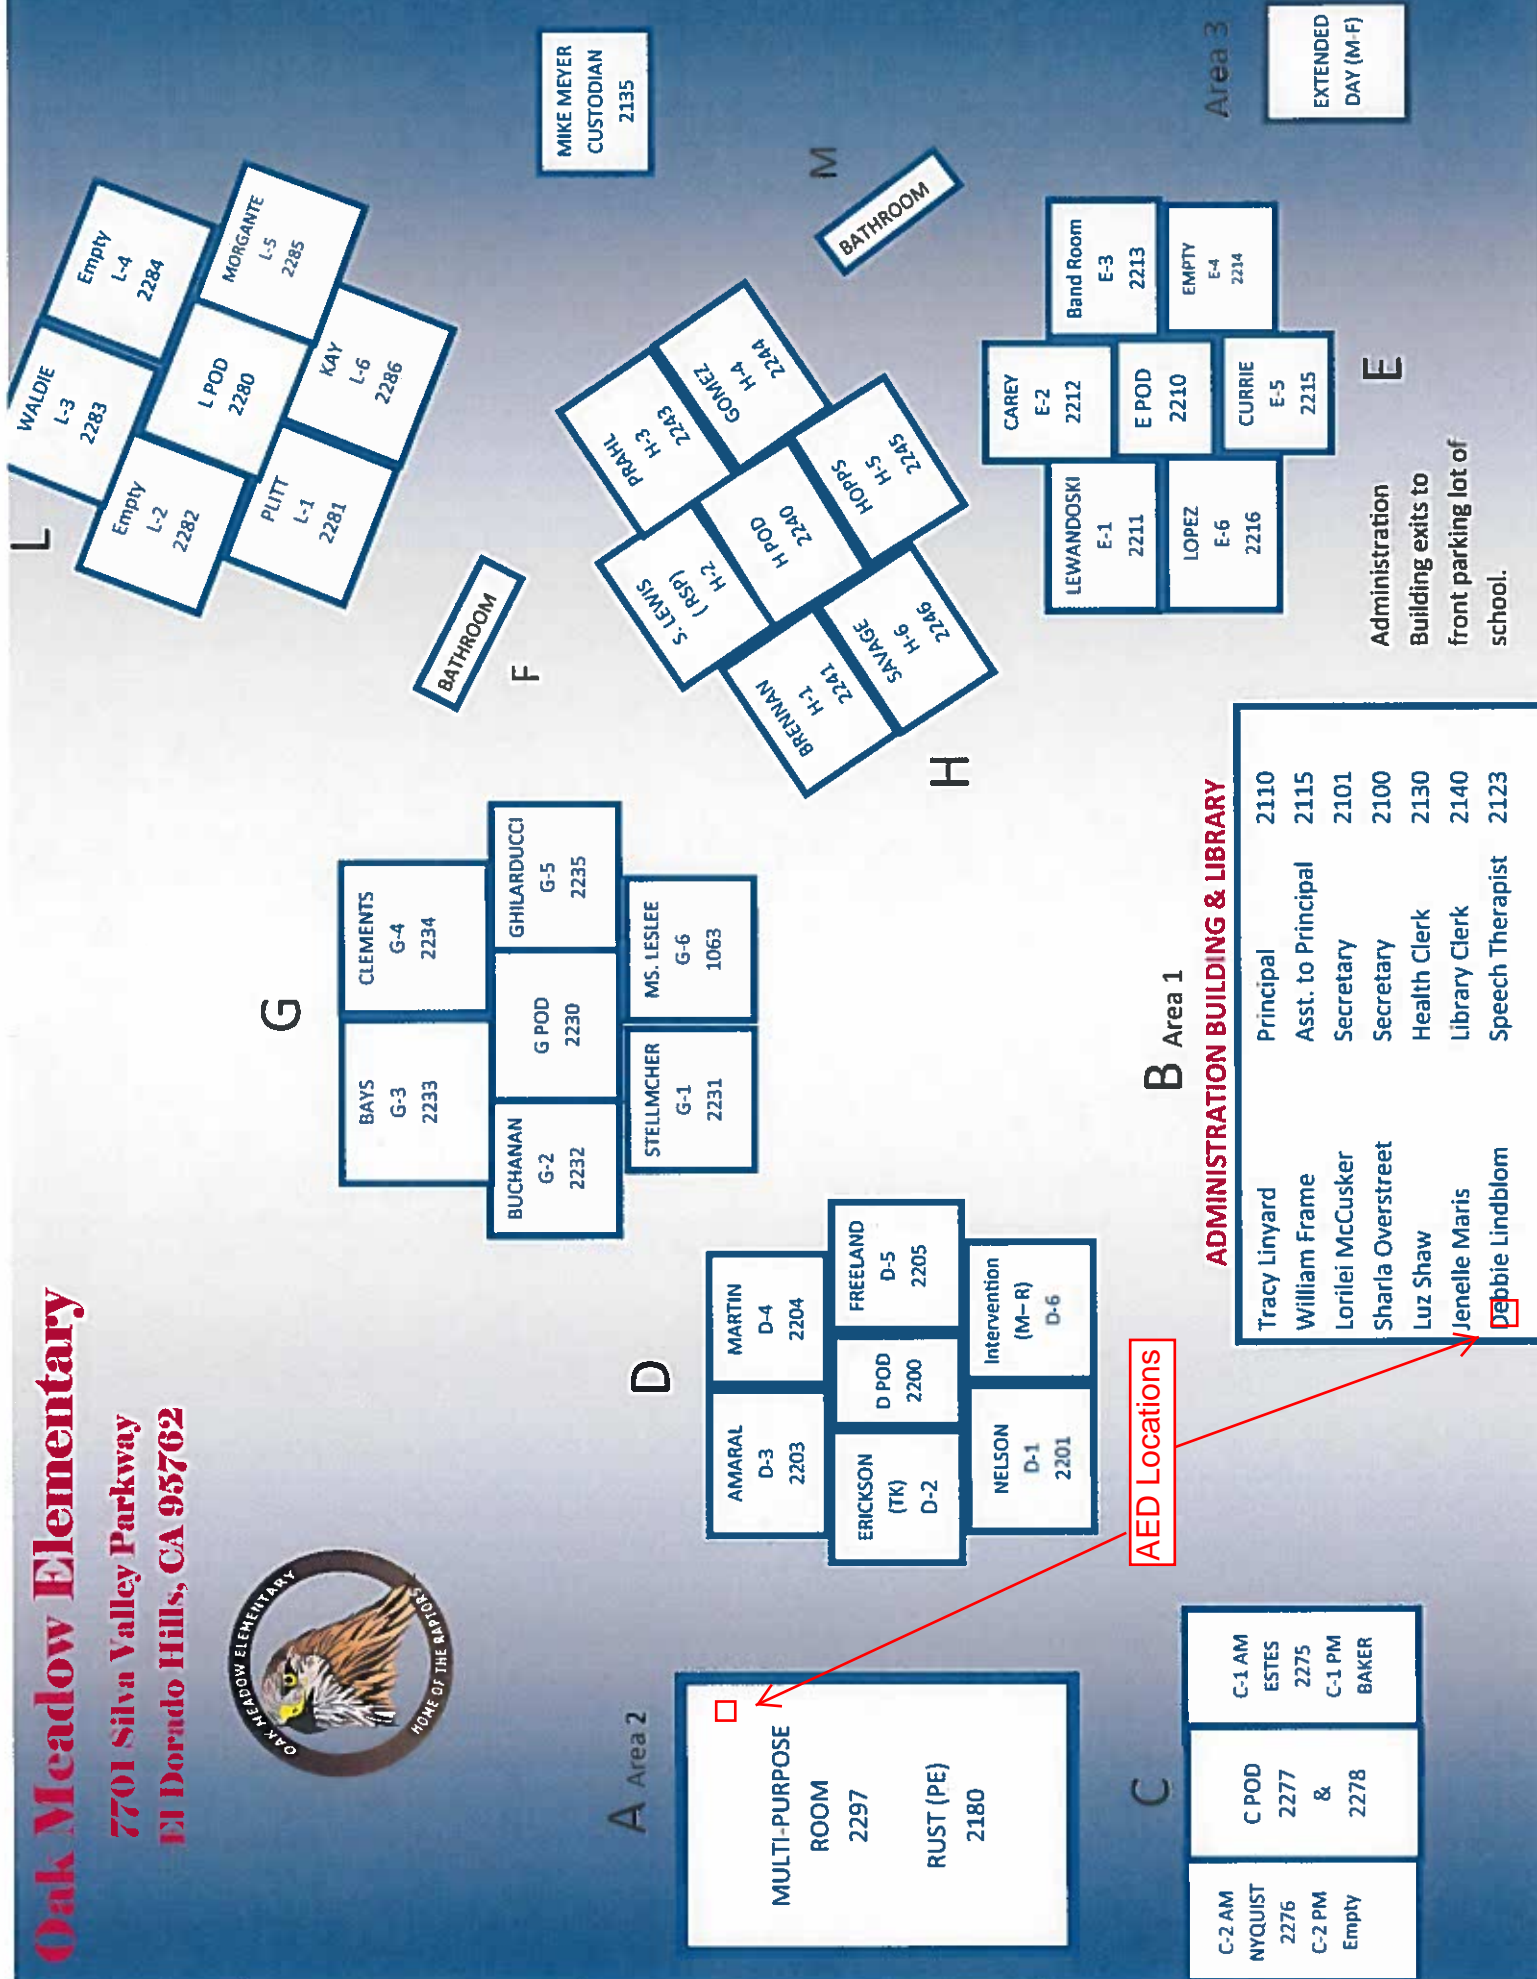 Oak Meadow Elementary
7701 Silva Valley Parkway
El Dorado Hills, CA 95762
OAK MEADOW ELEMENTARY
HOME OF THE RAPTORS
A Area 2
MULTI-PURPOSE
ROOM
2297
RUST (PE)
2180
C
C-2 AM
NYQUIST
2276
C-2 PM
Empty
C POD
2277
&
2278
C-1 AM
ESTES
2275
C-1 PM
BAKER
AED Locations
D
AMARAL
D-3
2203
MARTIN
D-4
2204
ERICKSON
(TK)
D-2
D POD
2200
FREELAND
D-5
2205
NELSON
D-1
2201
Intervention
(M– R)
D-6
G
BAYS
G-3
2233
CLEMENTS
G-4
2234
BUCHANAN
G-2
2232
G POD
2230
GHILARDUCCI
G-5
2235
STELLMCHER
G-1
2231
MS. LESLEE
G-6
1063
B Area 1
ADMINISTRATION BUILDING & LIBRARY
Tracy Linyard Principal 2110
William Frame Asst. to Principal 2115
Lorilei McCusker Secretary 2101
Sharla Overstreet Secretary 2100
Luz Shaw Health Clerk 2130
Jenelle Maris Library Clerk 2140
Debbie Lindblom Speech Therapist 2123
Administration
Building exits to
front parking lot of
school.
L
WALDIE
L-3
2283
Empty
L-4
2284
Empty
L-2
2282
L POD
2280
MORGANTE
L-5
2285
PLITT
L-1
2281
KAY
L-6
2286
BATHROOM
F
H
S. LEWIS
( RSP)
H-2
PRAHL
H-3
2243
GOMEZ
H-4
2244
H POD
2240
HOPPS
H-5
2245
BRENNAN
H-1
2241
SAVAGE
H-6
2246
MIKE MEYER
CUSTODIAN
2135
M
BATHROOM
E
CAREY
E-2
2212
LEWANDOSKI
E-1
2211
Band Room
E-3
2213
E POD
2210
LOPEZ
E-6
2216
EMPTY
E-4
2214
CURRIE
E-5
2215
Area 3
EXTENDED
DAY (M-F)